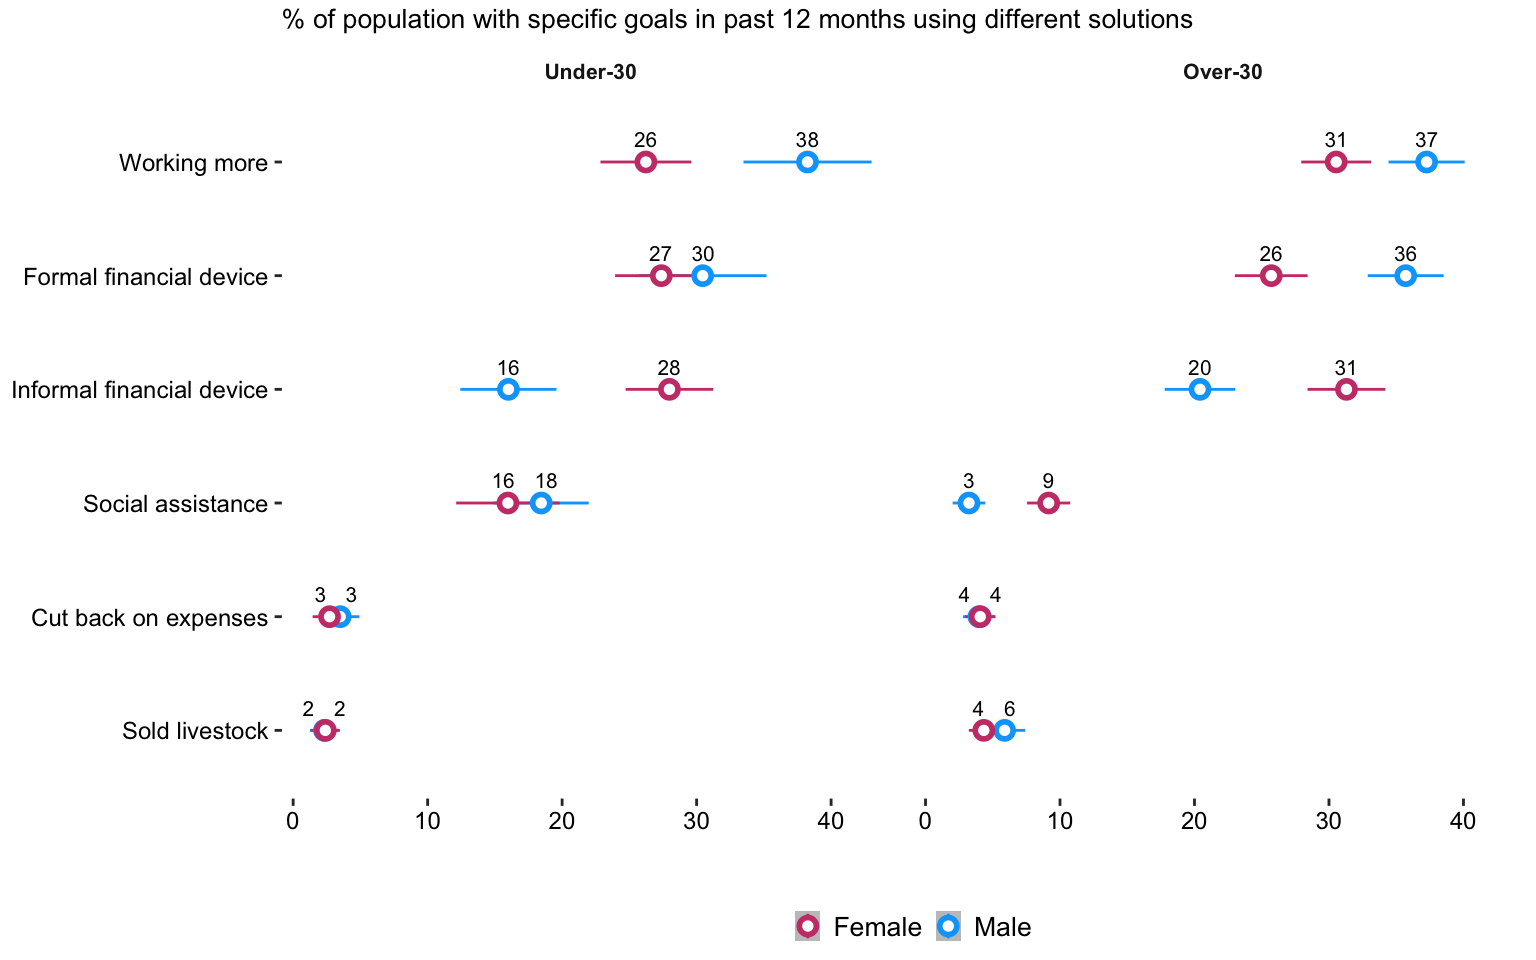 % of population with specific goals in past 12 months using different solutions
Under-30 Over-30
26 38 31 37
Working more
27 30 26 36
Formal financial device
16 28 20 31
Informal financial device
16 18 3 9
Social assistance
3 3 4 4
Cut back on expenses
2 2 4 6
Sold livestock
0 10 20 30 40 0 10 20 30 40
Female Male